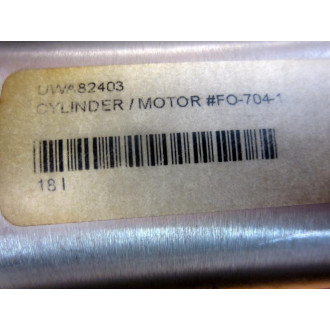 UW# 82403
CYLINDER / MOTOR #FO-704-1
18 I